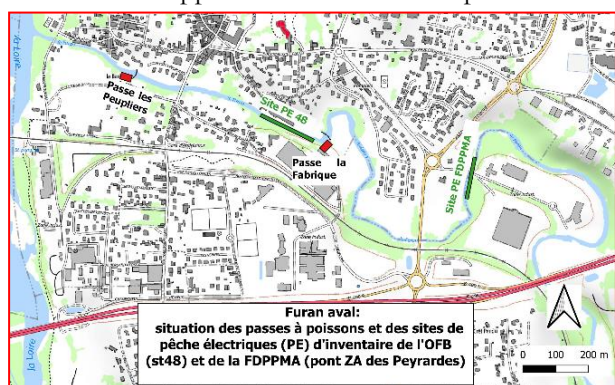 Passe les
Peupliers
Site PE 48
Passe la
Fabrique
Site PE FDPPMA
la Loire
Furan aval:
situation des passes à poissons et des sites de
pêche électriques (PE) d'inventaire de l'OFB
(st48) et de la FDPPMA (pont ZA des Peyrardes)
0 100 200 m